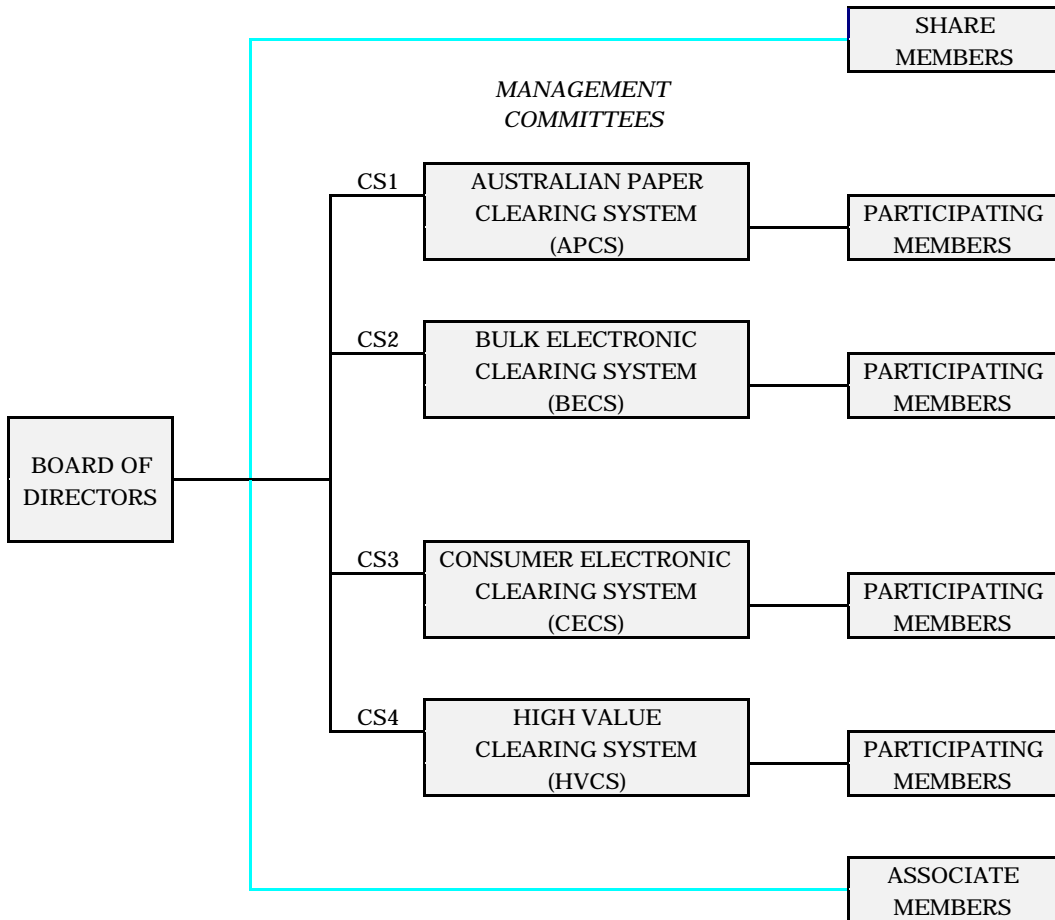 SHARE
MEMBERS
MANAGEMENT
COMMITTEES
CS1
AUSTRALIAN PAPER
CLEARING SYSTEM
(APCS)
PARTICIPATING
MEMBERS
CS2
BULK ELECTRONIC
CLEARING SYSTEM
(BECS)
PARTICIPATING
MEMBERS
BOARD OF
DIRECTORS
CS3
CONSUMER ELECTRONIC
CLEARING SYSTEM
(CECS)
PARTICIPATING
MEMBERS
CS4
HIGH VALUE
CLEARING SYSTEM
(HVCS)
PARTICIPATING
MEMBERS
ASSOCIATE
MEMBERS